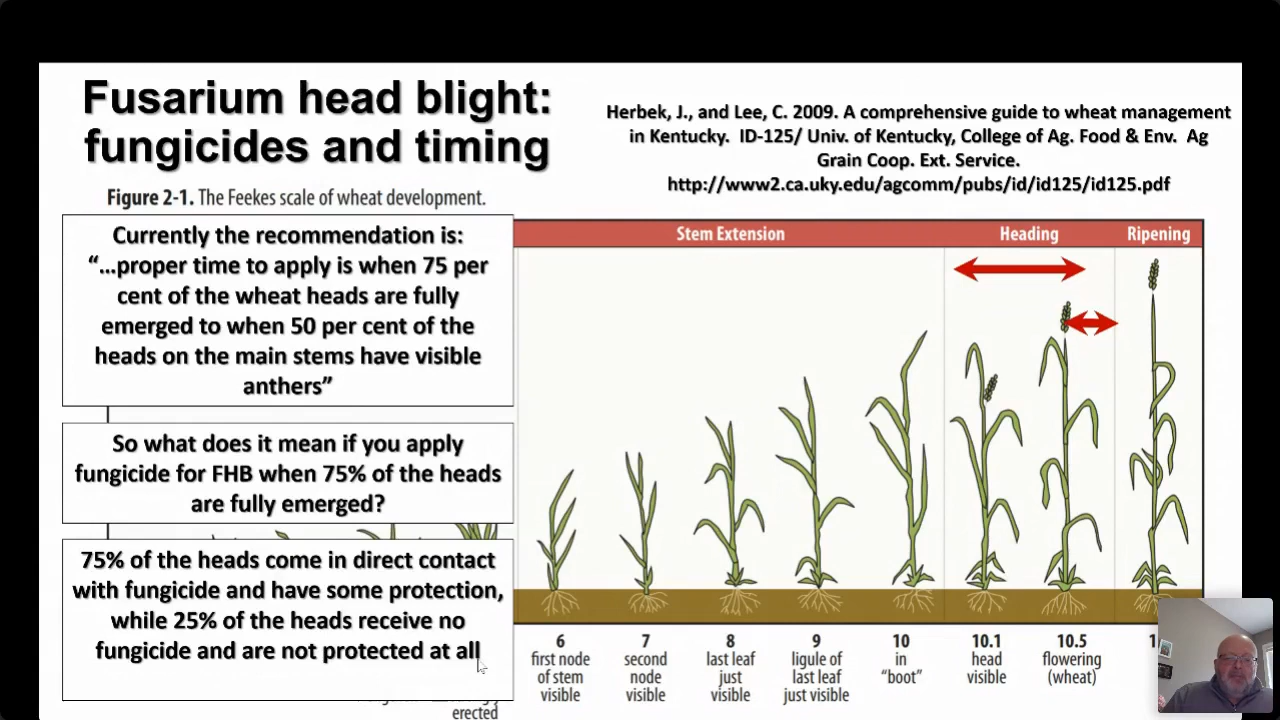 Fusarium head blight:
fungicides and timing
Herbek, J., and Lee, C. 2009. A comprehensive guide to wheat management
in Kentucky. ID-125/ Univ. of Kentucky, College of Ag. Food & Env. Ag
Grain Coop. Ext. Service.
http://www2.ca.uky.edu/agcomm/pubs/id/id125/id125.pdf
Figure 2-1. The Feekes scale of wheat development.
Currently the recommendation is:
“…proper time to apply is when 75 per
cent of the wheat heads are fully
emerged to when 50 per cent of the
heads on the main stems have visible
anthers”
So what does it mean if you apply
fungicide for FHB when 75% of the heads
are fully emerged?
75% of the heads come in direct contact
with fungicide and have some protection,
while 25% of the heads receive no
fungicide and are not protected at all
Stem Extension
Heading
Ripening
6
first node
of stem
visible
7
second
node
visible
8
last leaf
just
visible
9
ligule of
last leaf
just visible
10
in
“boot”
10.1
head
visible
10.5
flowering
(wheat)
erected